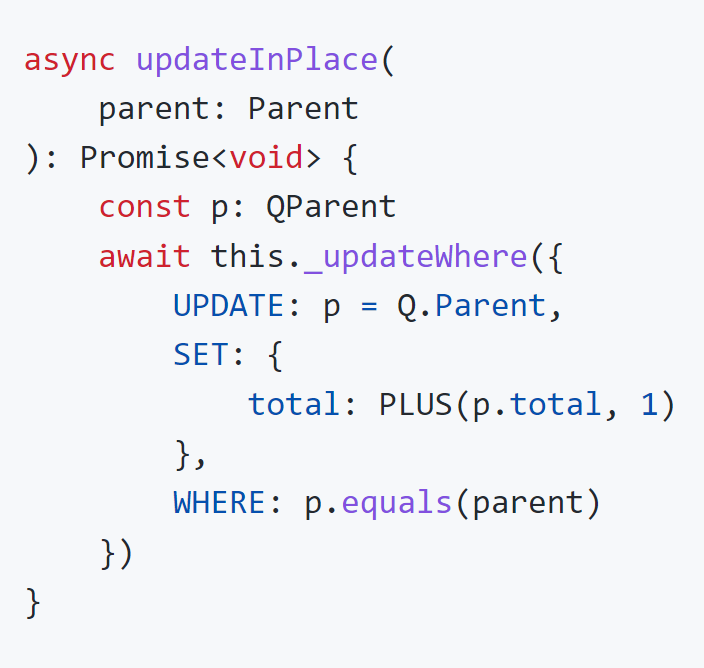 async updateInPlace(
    parent: Parent
): Promise<void> {
    const p: QParent
    await this._updateWhere({
        UPDATE: p = Q.Parent,
        SET: {
            total: PLUS(p.total, 1)
        },
        WHERE: p.equals(parent)
    })
}